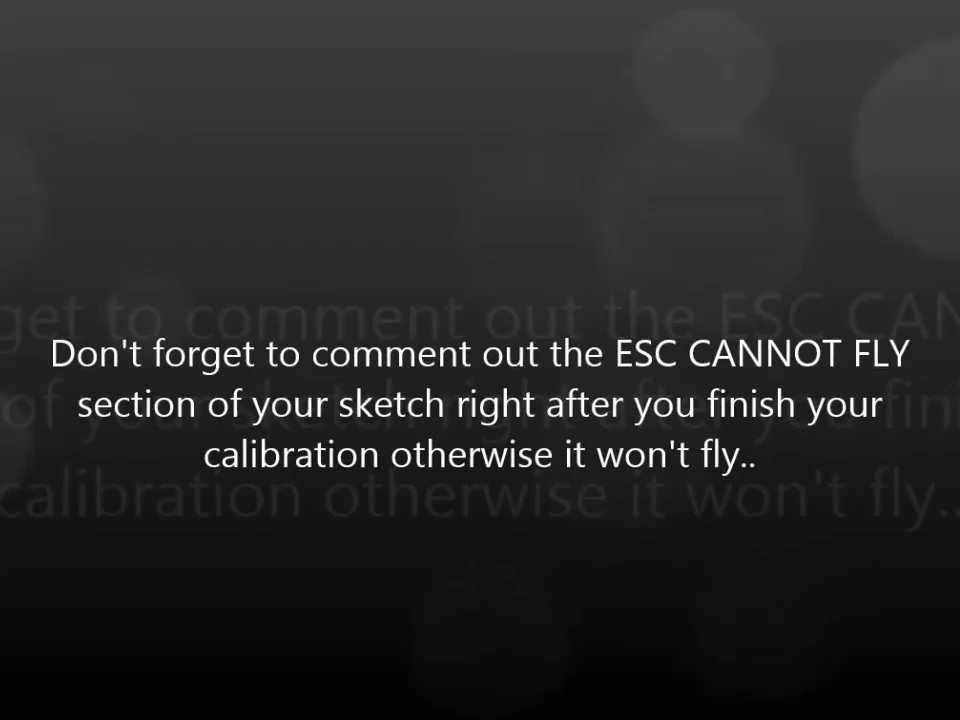 Don't forget to comment out the ESC CANNOT FLY
section of your sketch right after you finish your
calibration otherwise it won't fly..